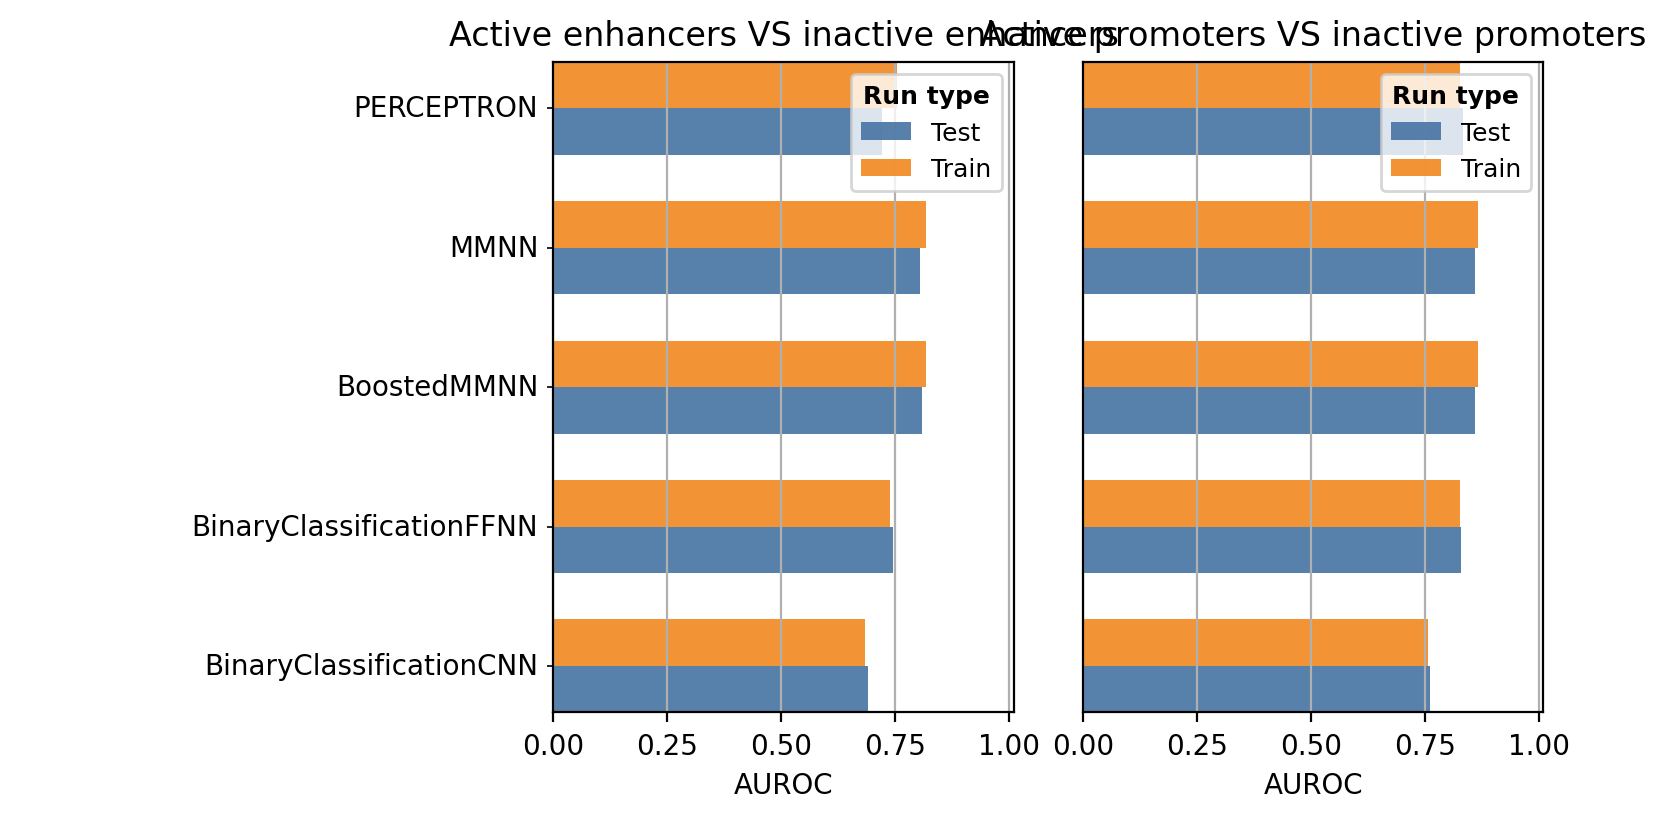 Active enhancers VS inactive enhancers
Active promoters VS inactive promoters
PERCEPTRON
MMNN
BoostedMMNN
BinaryClassificationFFNN
BinaryClassificationCNN
Run type
Test
Train
0.00 0.25 0.50 0.75 1.00
AUROC
Run type
Test
Train
0.00 0.25 0.50 0.75 1.00
AUROC